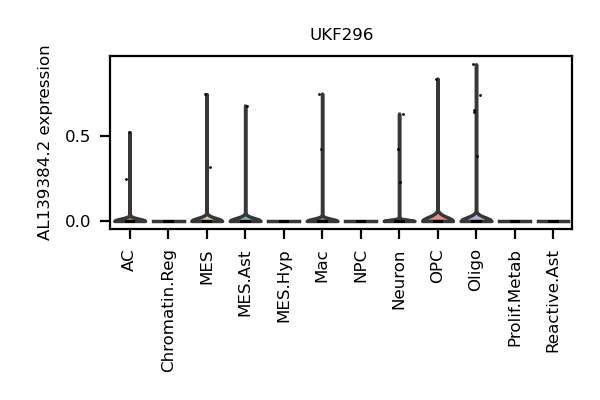 UKF296
AL139384.2 expression
0.5
0.0
AC
Chromatin.Reg
MES
MES.Ast
MES.Hyp
Mac
NPC
Neuron
OPC
Oligo
Prolif.Metab
Reactive.Ast